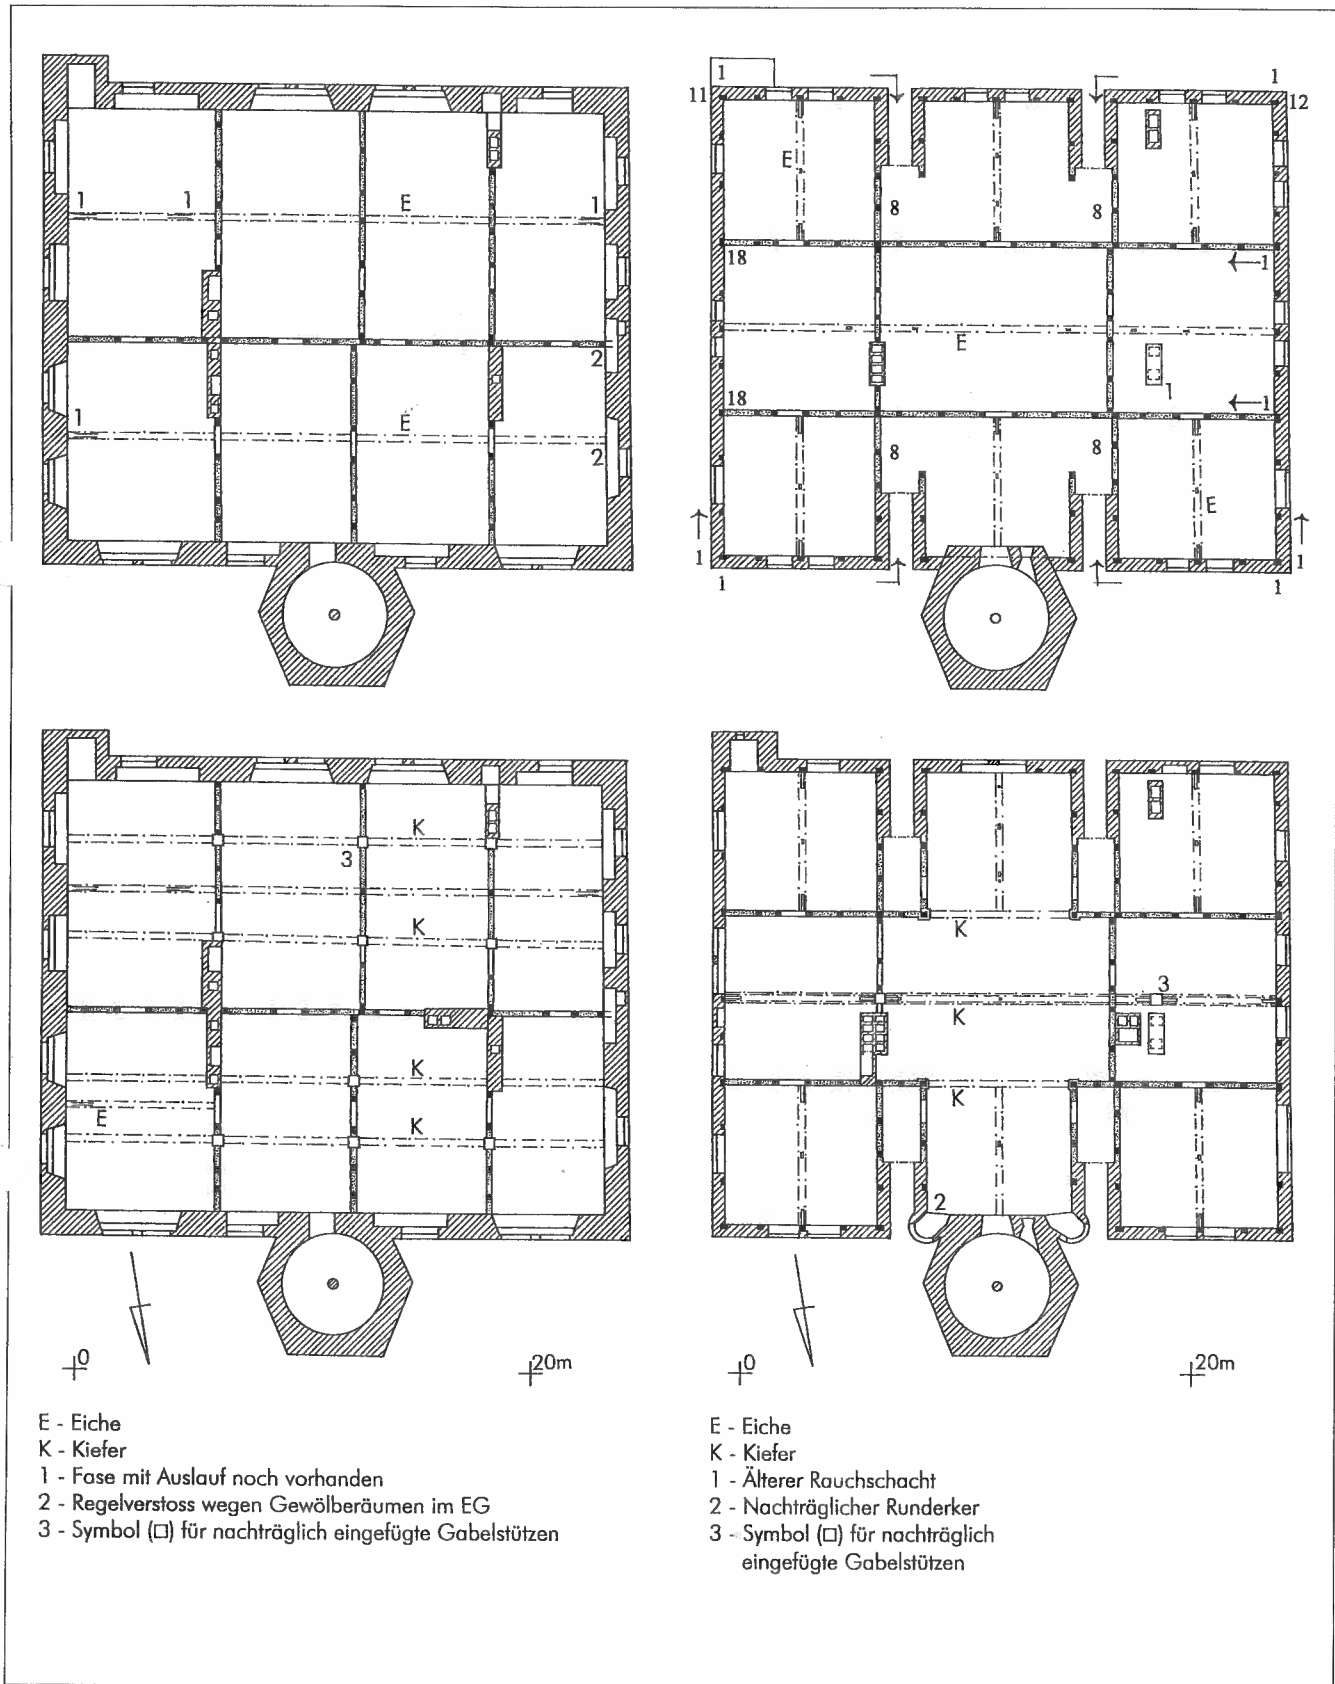 1
1
E
1
2
1
E
2
1
1
11
12
E
8
8
18
1
E
1
18
1
8
8
E
1
1
1
1
K
3
K
K
E
K
K
3
K
K
2
0
20m
0
20m
E - Eiche
K - Kiefer
1 - Fase mit Auslauf noch vorhanden
2 - Regelverstoss wegen Gewölberäumen im EG
3 - Symbol (□) für nachträglich eingefügte Gabelstützen
E - Eiche
K - Kiefer
1 - Älterer Rauchschacht
2 - Nachträglicher Runderker
3 - Symbol (□) für nachträglich
eingefügte Gabelstützen